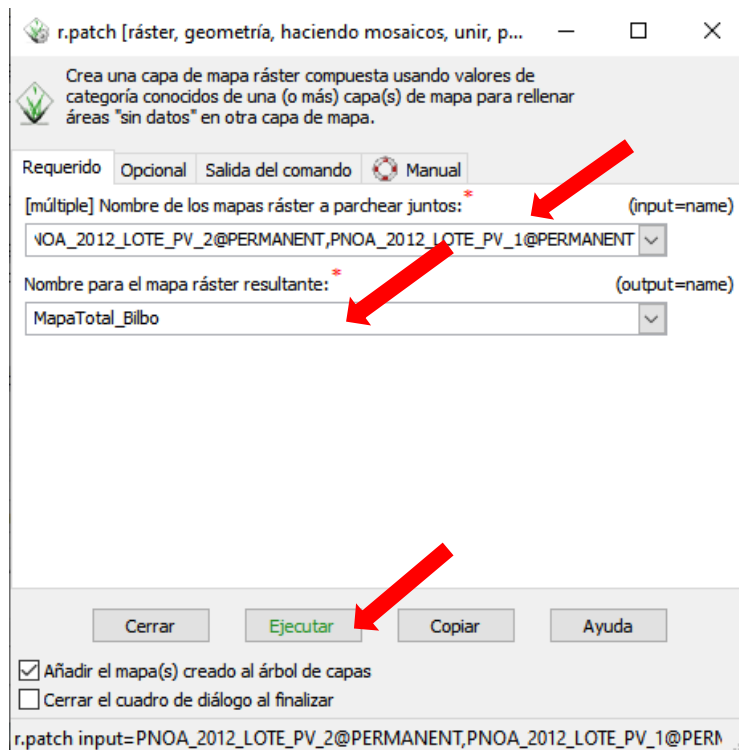 r.patch [ráster, geometría, haciendo mosaicos, unir, p...
Crea una capa de mapa ráster compuesta usando valores de
categoría conocidos de una (o más) capa(s) de mapa para rellenar
áreas "sin datos" en otra capa de mapa.
Requerido Opcional Salida del comando Manual
[múltiple] Nombre de los mapas ráster a parchear juntos:* (input=name)
NOA_2012_LOTE_PV_2@PERMANENT,PNOA_2012_LOTE_PV_1@PERMANENT
Nombre para el mapa ráster resultante:* (output=name)
MapaTotal_Bilbo
Cerrar Ejecutar Copiar Ayuda
Añadir el mapa(s) creado al árbol de capas
Cerrar el cuadro de diálogo al finalizar
r.patch input=PNOA_2012_LOTE_PV_2@PERMANENT,PNOA_2012_LOTE_PV_1@PERM